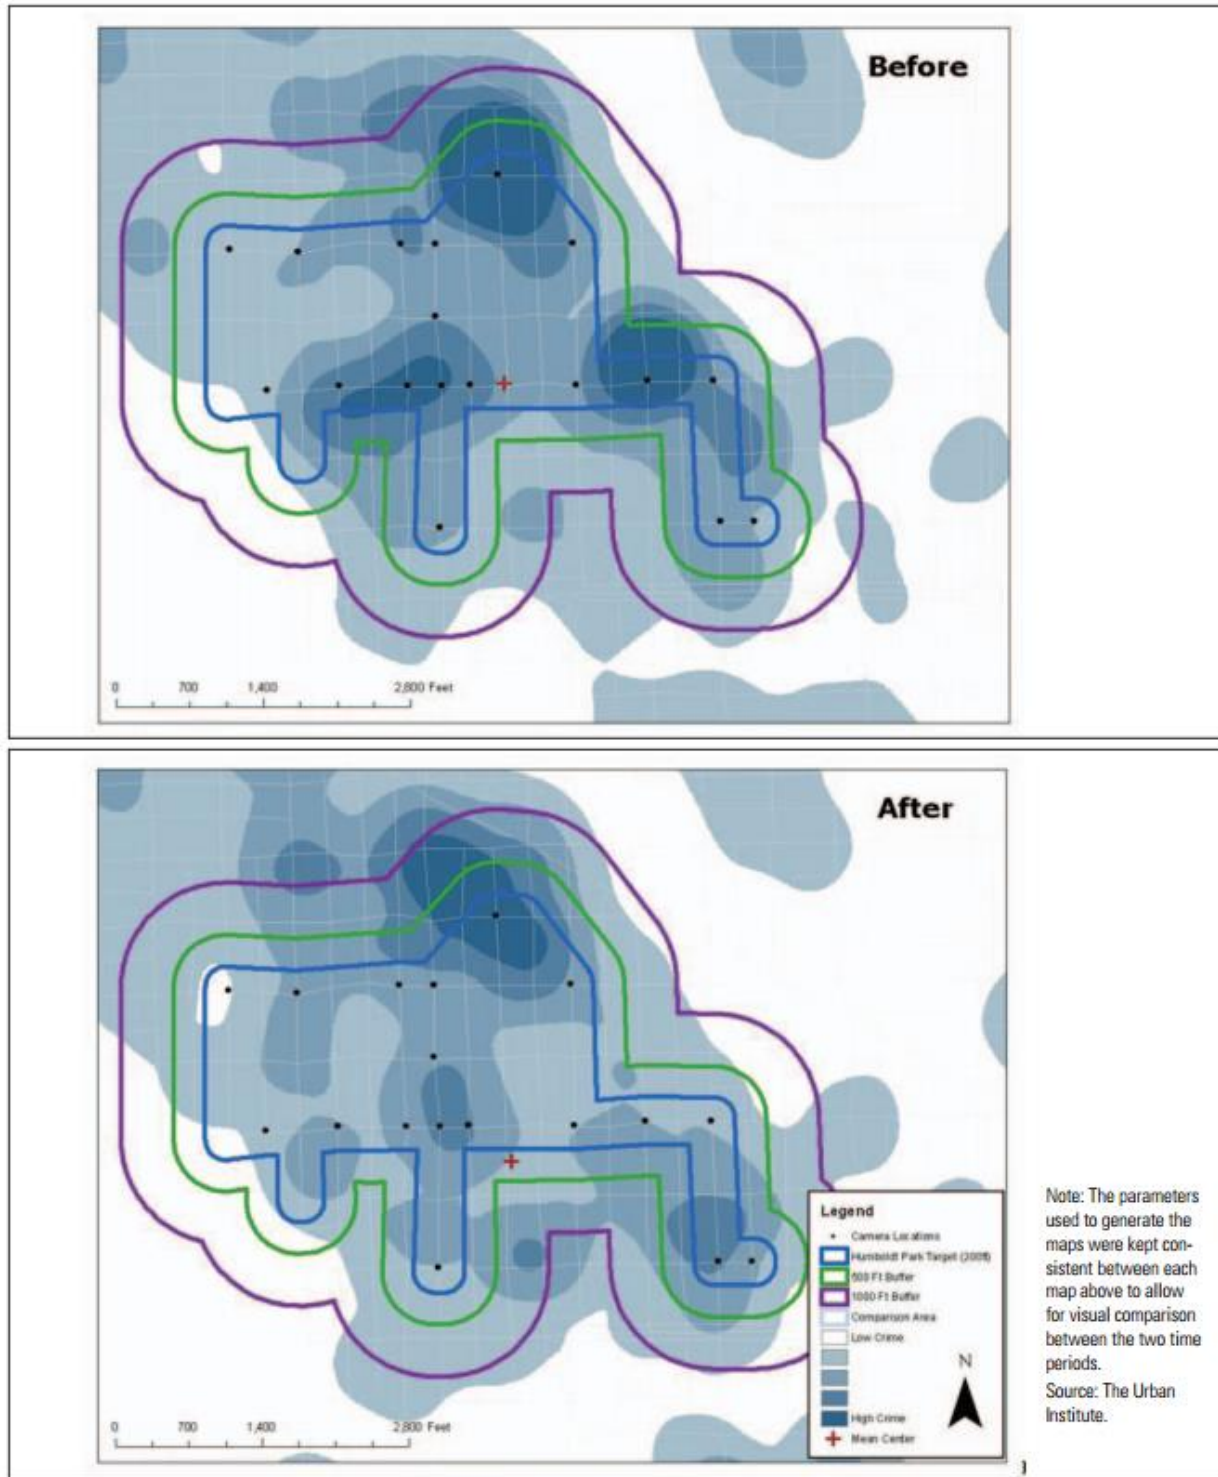 Before
0 700 1,400 2,800 Feet
After
Note: The parameters
used to generate the
maps were kept con-
sistent between each
map above to allow
for visual comparison
between the two time
periods.
Source: The Urban
Institute.
Legend
Camera Locations
Humboldt Park Target (2005)
500 Ft Buffer
1000 Ft Buffer
Comparison Area
Low Crime
High Crime
Mean Center
N
0 700 1,400 2,800 Feet